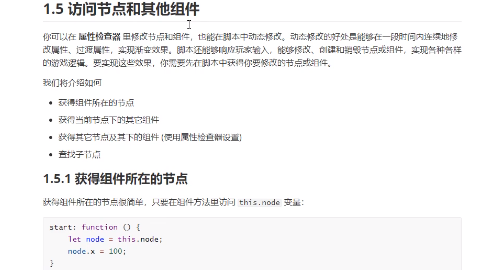 1.5 访问节点和其他组件
你可以在 属性检查器 里修改节点和组件，也能在脚本中动态修改。动态修改的好处是能够在一段时间内连续地修
改属性、过渡属性，实现渐变效果。脚本还能够响应玩家输入，能够修改、创建和销毁节点或组件，实现各种各样
的游戏逻辑。要实现这些效果，你需要先在脚本中获得你要修改的节点或组件。
我们将介绍如何
• 获得组件所在的节点
• 获得当前节点下的其它组件
• 获得其它节点及其下的组件 (使用属性检查器设置)
• 查找子节点
1.5.1 获得组件所在的节点
获得组件所在的节点很简单，只要在组件方法里访问 this.node 变量：
start: function () {
let node = this.node;
node.x = 100;
}